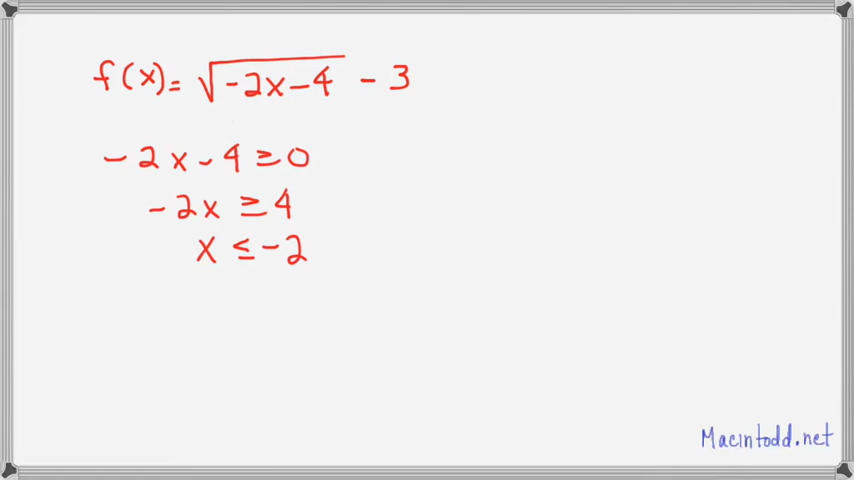 f(x)= √-2x-4 - 3
-2x-4≥0
-2x ≥4
x ≤-2
Macintodd.net